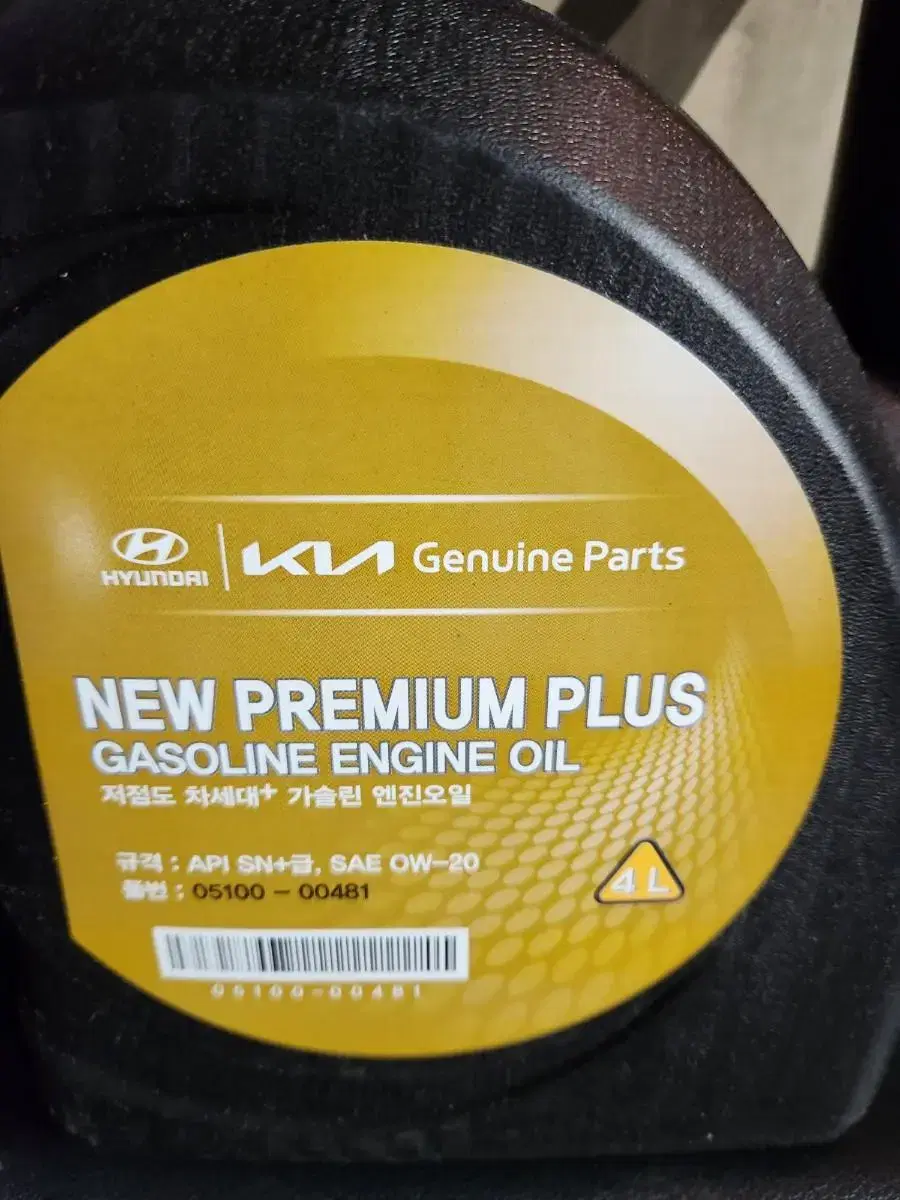 HYUNDAI KIA Genuine Parts
NEW PREMIUM PLUS
GASOLINE ENGINE OIL
저점도 차세대+ 가솔린 엔진오일
규격 : API SN+급, SAE 0W-20
품번 : 05100 - 00481
4 L
05100-00481